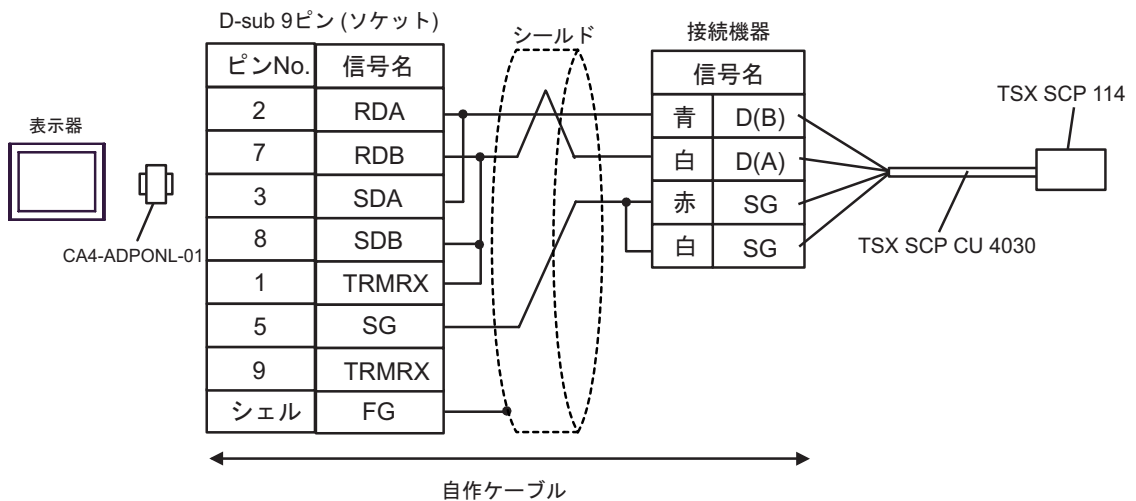 D-sub 9ピン (ソケット)
シールド
接続機器
ピンNo. 信号名
信号名
TSX SCP 114
2 RDA
青 D(B)
表示器
7 RDB
白 D(A)
3 SDA
赤 SG
8 SDB
白 SG
TSX SCP CU 4030
CA4-ADPONL-01
1 TRMRX
5 SG
9 TRMRX
シェル FG
自作ケーブル